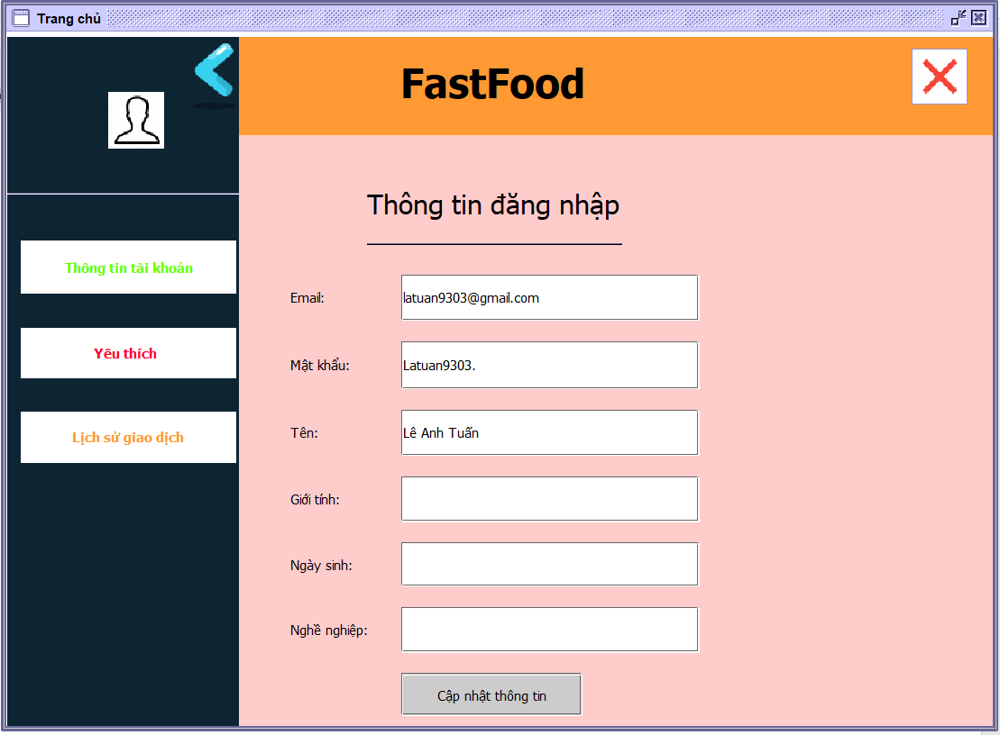 Trang chủ
FastFood
Thông tin tài khoản
Yêu thích
Lịch sử giao dịch
Thông tin đăng nhập
Email: latuan9303@gmail.com
Mật khẩu: Latuan9303.
Tên: Lê Anh Tuấn
Giới tính:
Ngày sinh:
Nghề nghiệp:
Cập nhật thông tin